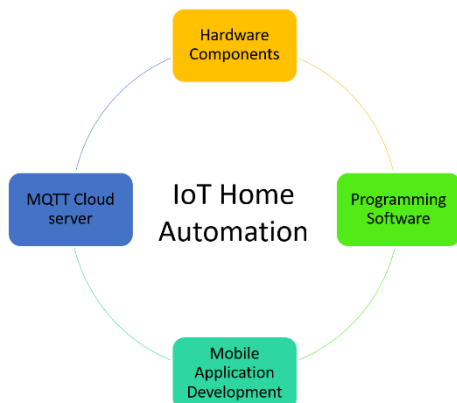 Hardware
Components
MQTT Cloud
server
IoT Home
Automation
Programming
Software
Mobile
Application
Development